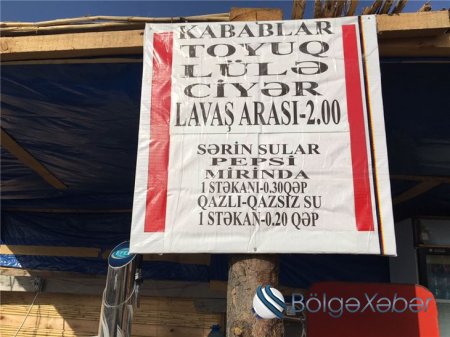 KABABLAR
TOYUQ
LÜLƏ
CİYƏR
LAVAŞ ARASI-2.00
SƏRİN SULAR
PEPSİ
MİRİNDA
1 STƏKANI-0.30QƏP
QAZLI-QAZSİZ SU
1 STƏKAN-0.20 QƏP
BölgəXəbər